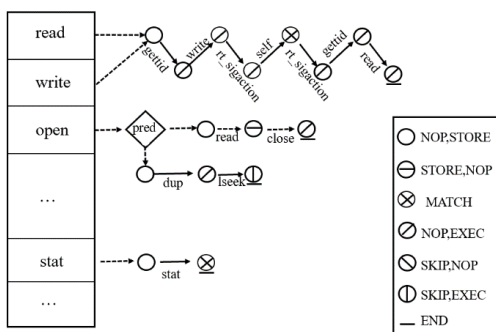 read
write
open
...
stat
...
gettid
write
rt_sigaction
self
rt_sigaction
gettid
read
pred
read
close
dup
lseek
stat
NOP,STORE
STORE,NOP
MATCH
NOP,EXEC
SKIP,NOP
SKIP,EXEC
END